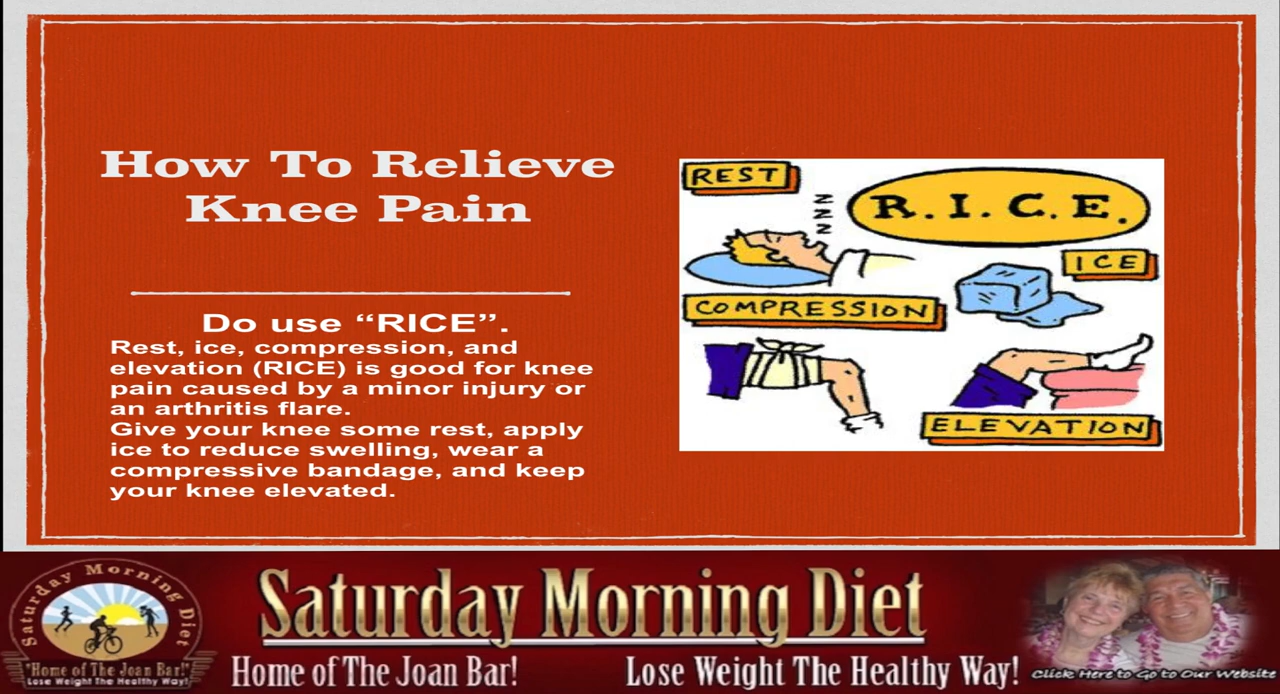 How To Relieve
Knee Pain
Do use “RICE”.
Rest, ice, compression, and
elevation (RICE) is good for knee
pain caused by a minor injury or
an arthritis flare.
Give your knee some rest, apply
ice to reduce swelling, wear a
compressive bandage, and keep
your knee elevated.
REST
ZZZZ
R.I.C.E.
ICE
COMPRESSION
ELEVATION
Saturday Morning Diet
"Home of The Joan Bar!"
Lose Weight The Healthy Way!
Saturday Morning Diet
Home of The Joan Bar!
Lose Weight The Healthy Way!
Click Here to Go to Our Website